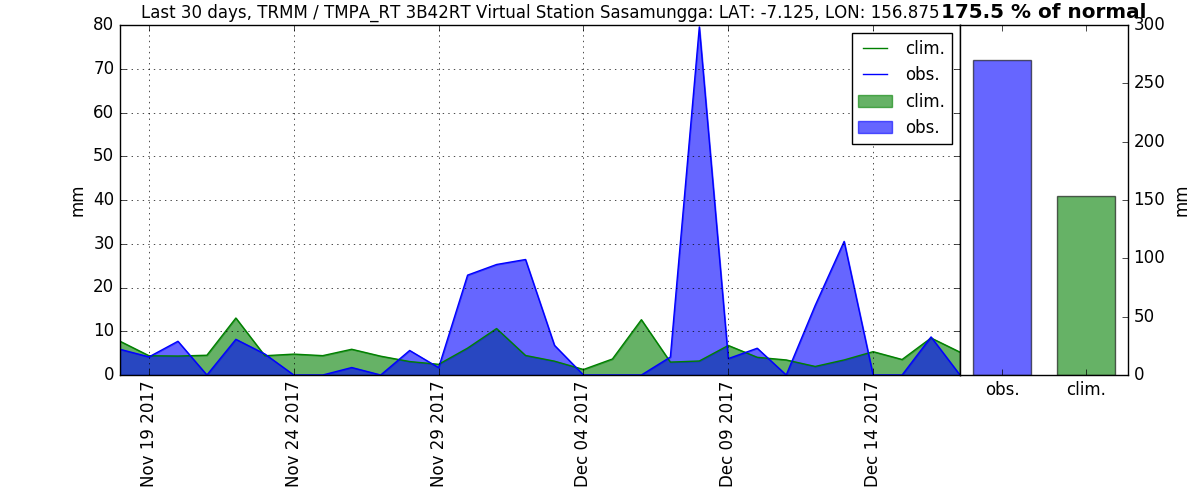 Last 30 days, TRMM / TMPA_RT 3B42RT Virtual Station Sasamungga: LAT: -7.125, LON: 156.875
175.5 % of normal
80
70
60
50
40
30
20
10
0
mm
clim.
obs.
clim.
obs.
Nov 19 2017
Nov 24 2017
Nov 29 2017
Dec 04 2017
Dec 09 2017
Dec 14 2017
300
250
200
150
100
50
0
mm
obs. clim.